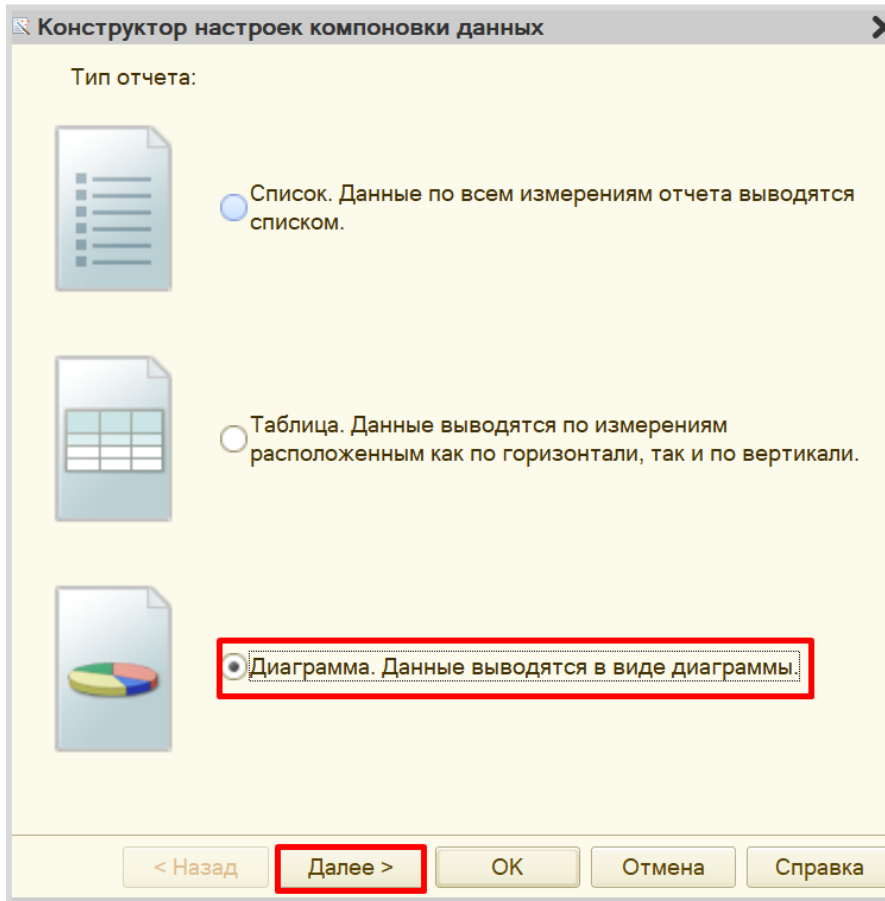 Конструктор настроек компоновки данных
Тип отчета:
Список. Данные по всем измерениям отчета выводятся
списком.
Таблица. Данные выводятся по измерениям
расположенным как по горизонтали, так и по вертикали.
Диаграмма. Данные выводятся в виде диаграммы.
< Назад Далее > OK Отмена Справка